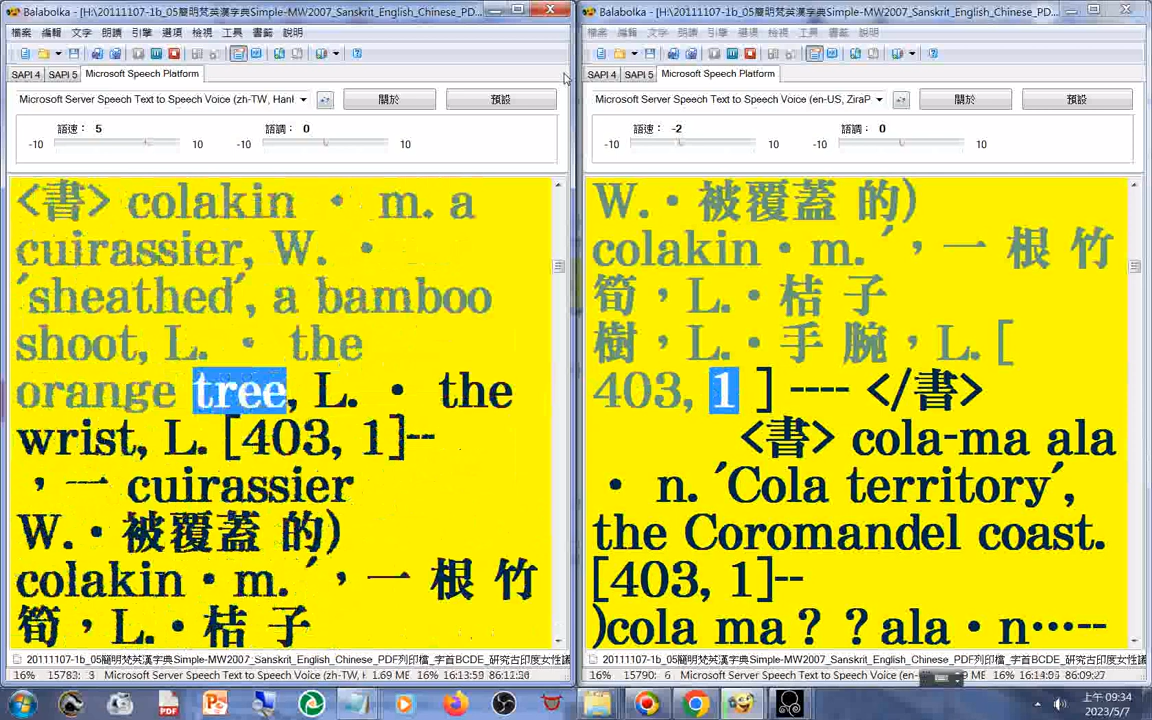 Balabolka - [H:\20111107-1b_05簡明梵英漢字典Simple-MW2007_Sanskrit_English_Chinese_PD...
檔案 編輯 文字 朗讀 引擎 選項 檢視 工具 書籤 說明
SAPI 4 SAPI 5 Microsoft Speech Platform
Microsoft Server Speech Text to Speech Voice (zh-TW, Han 關於 預設
語速： 5 語調： 0
-10 10 -10 10
<書> colakin • m. a
cuirassier, W. •
'sheathed', a bamboo
shoot, L. • the
orange tree, L. • the
wrist, L. [403, 1]--
，一 cuirassier
W.•被覆蓋 的)
colakin•m.´，一 根 竹
筍，L.•桔 子
20111107-1b_05簡明梵英漢字典Simple-MW2007_Sanskrit_English_Chinese_PDF列印檔_字首BCDE_研究古印度女性議
16% 15783: 3 Microsoft Server Speech Text to Speech Voice (zh-TW, 1.69 ME 16% 16:13:59 86:11:26
Balabolka - [H:\20111107-1b_05簡明梵英漢字典Simple-MW2007_Sanskrit_English_Chinese_PD...
檔案 編輯 文字 朗讀 引擎 選項 檢視 工具 書籤 說明
SAPI 4 SAPI 5 Microsoft Speech Platform
Microsoft Server Speech Text to Speech Voice (en-US, ZiraP 關於 預設
語速： -2 語調： 0
-10 10 -10 10
W.•被覆蓋 的)
colakin•m.´，一 根 竹
筍，L.•桔 子
樹，L.•手 腕，L.[
403, 1 ] ---- </書>
<書> cola-ma ala
• n. 'Cola territory',
the Coromandel coast.
[403, 1]--
)cola ma？？ala•n…--
20111107-1b_05簡明梵英漢字典Simple-MW2007_Sanskrit_English_Chinese_PDF列印檔_字首BCDE_研究古印度女性議
16% 15790: 6 Microsoft Server Speech Text to Speech Voice (en- ME 16% 16:14:93 86:09:27
上午 09:34
2023/5/7